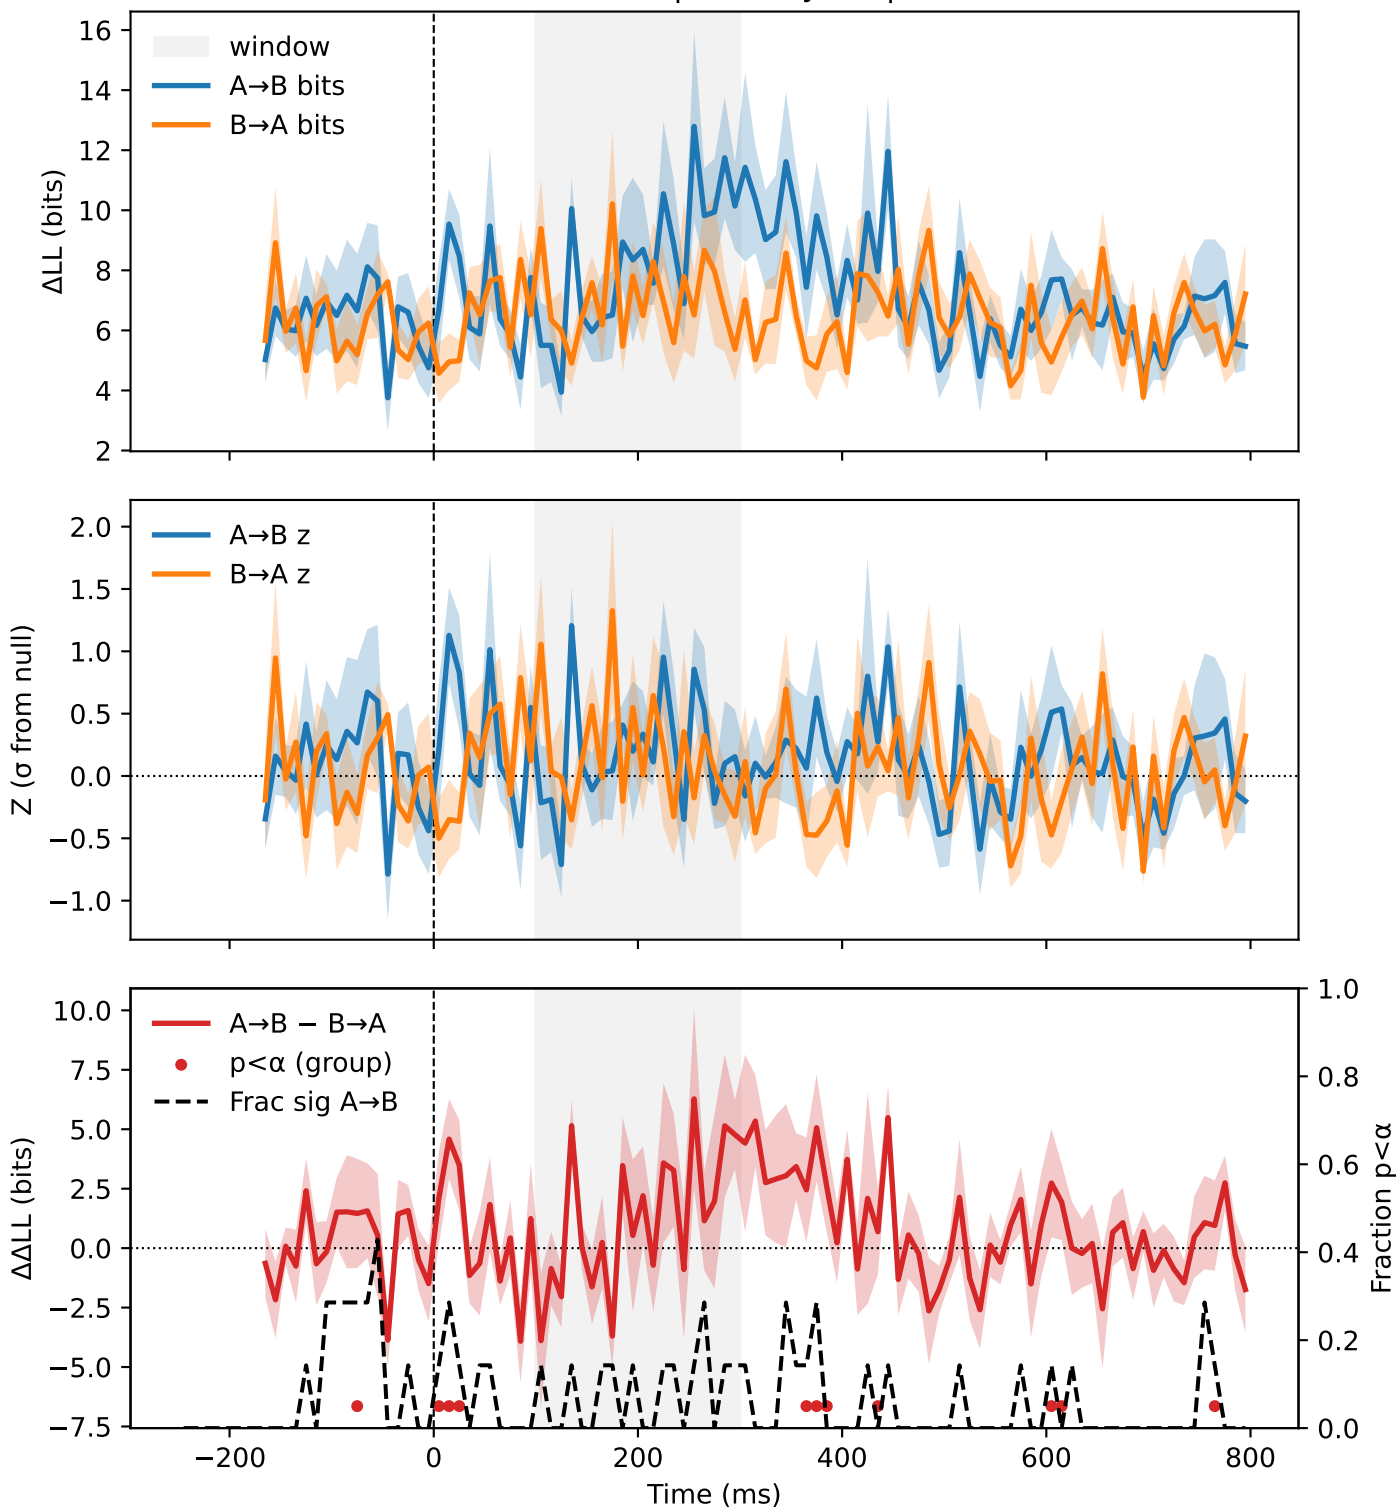 16
14
12
10
8
6
4
2
ΔLL (bits)
window
A→B bits
B→A bits
2.0
1.5
1.0
0.5
0.0
−0.5
−1.0
Z (σ from null)
A→B z
B→A z
10.0
7.5
5.0
2.5
0.0
−2.5
−5.0
−7.5
ΔΔLL (bits)
A→B − B→A
p<α (group)
Frac sig A→B
1.0
0.8
0.6
0.4
0.2
0.0
Fraction p<α
−200 0 200 400 600 800
Time (ms)